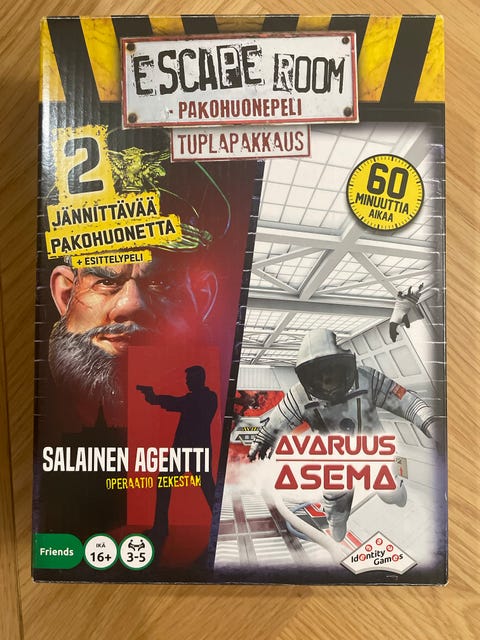 ESCAPE ROOM
PAKOHUONEPELI
TUPLAPAKKAUS
2
JÄNNITTÄVÄÄ
PAKOHUONETTA
+ ESITTELYPELI
60
MINUUTTIA
AIKAA
SALAINEN AGENTTI
OPERAATIO ZEKESTAN
AVARUUS
ASEMA
Friends
IKÄ
16+
3-5
Identity Games